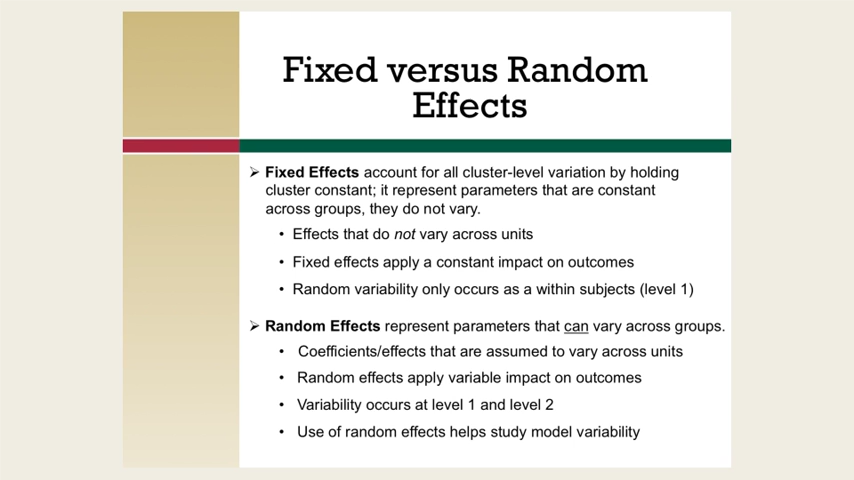 Fixed versus Random
Effects
➢ Fixed Effects account for all cluster-level variation by holding
cluster constant; it represent parameters that are constant
across groups, they do not vary.
• Effects that do not vary across units
• Fixed effects apply a constant impact on outcomes
• Random variability only occurs as a within subjects (level 1)
➢ Random Effects represent parameters that can vary across groups.
• Coefficients/effects that are assumed to vary across units
• Random effects apply variable impact on outcomes
• Variability occurs at level 1 and level 2
• Use of random effects helps study model variability